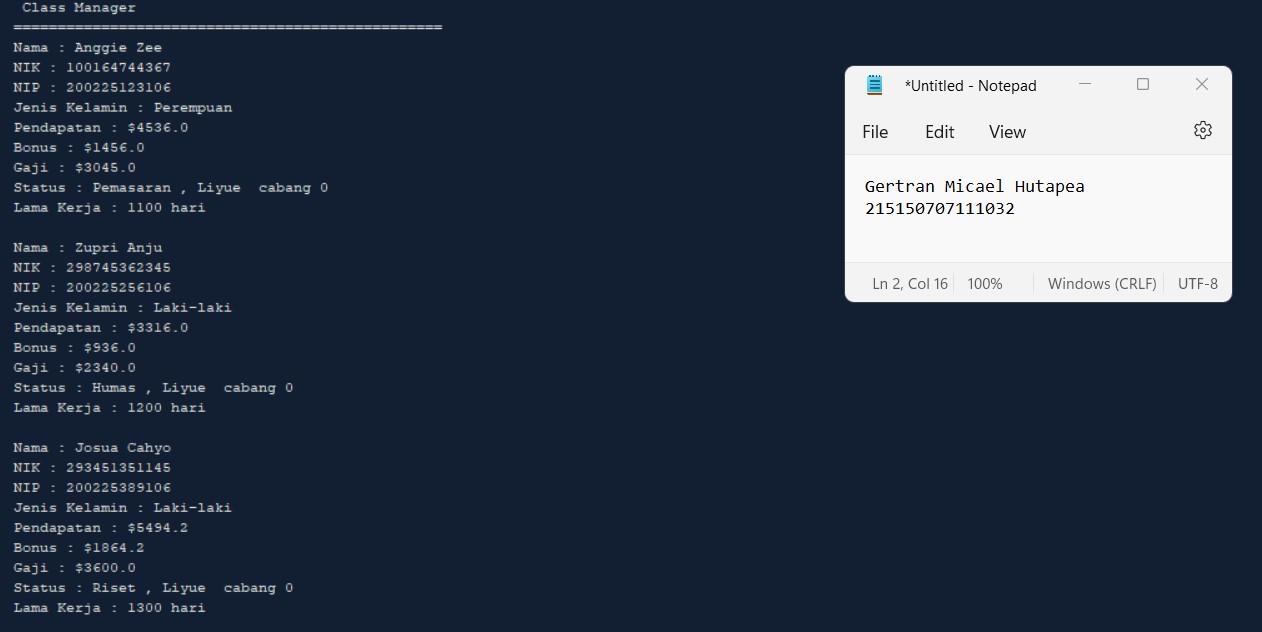 Class Manager
=================================================
Nama : Anggie Zee
NIK : 100164744367
NIP : 200225123106
Jenis Kelamin : Perempuan
Pendapatan : $4536.0
Bonus : $1456.0
Gaji : $3045.0
Status : Pemasaran , Liyue  cabang 0
Lama Kerja : 1100 hari

Nama : Zupri Anju
NIK : 298745362345
NIP : 200225256106
Jenis Kelamin : Laki-laki
Pendapatan : $3316.0
Bonus : $936.0
Gaji : $2340.0
Status : Humas , Liyue  cabang 0
Lama Kerja : 1200 hari

Nama : Josua Cahyo
NIK : 293451351145
NIP : 200225389106
Jenis Kelamin : Laki-laki
Pendapatan : $5494.2
Bonus : $1864.2
Gaji : $3600.0
Status : Riset , Liyue  cabang 0
Lama Kerja : 1300 hari

*Untitled - Notepad
File Edit View
Gertran Micael Hutapea
215150707111032
Ln 2, Col 16 100% Windows (CRLF) UTF-8